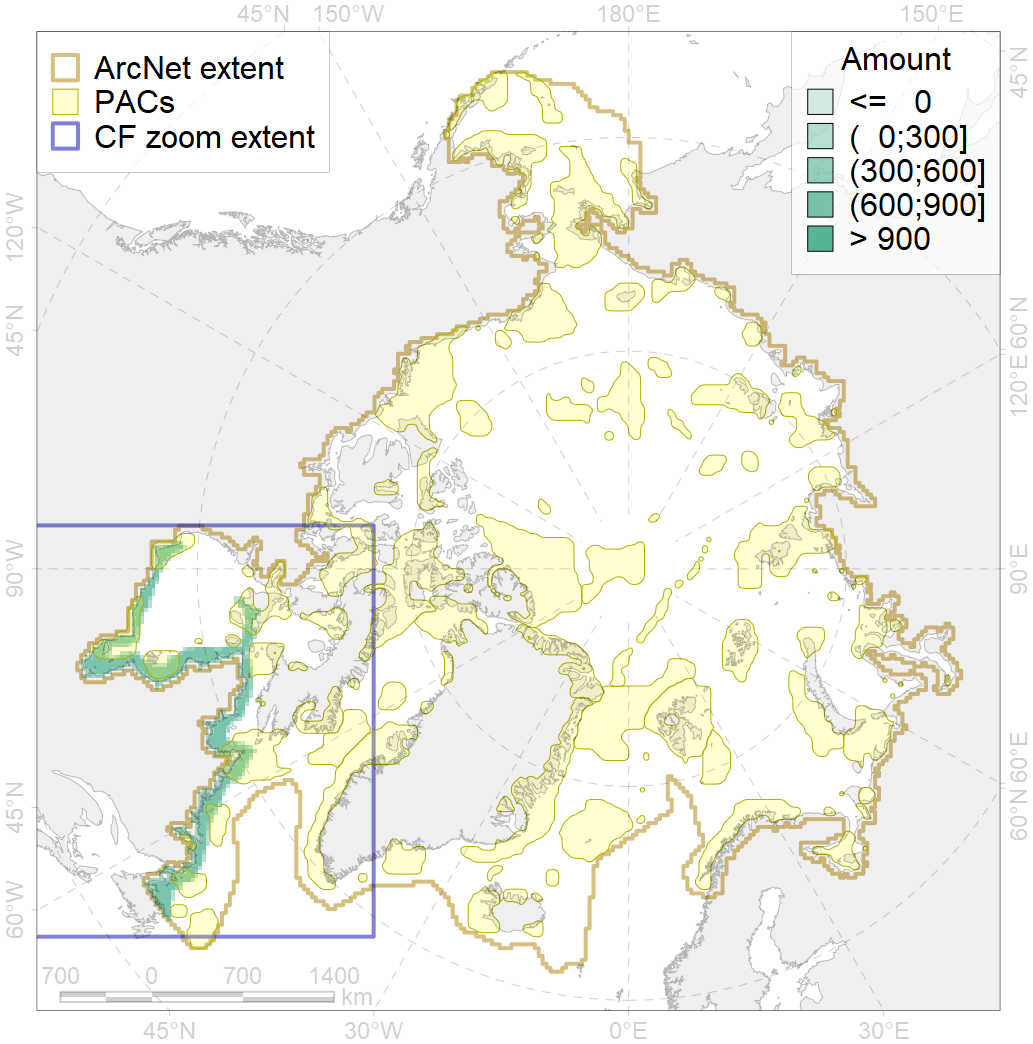 45°N 150°W 180°E 150°E
ArcNet extent
PACs
CF zoom extent
Amount
<= 0
( 0;300]
(300;600]
(600;900]
> 900
45°N
120°W
45°N
60°N
120°E
90°W
90°E
45°N
60°E
60°N
60°W
700 0 700 1400
km
45°N 30°W 0°E 30°E